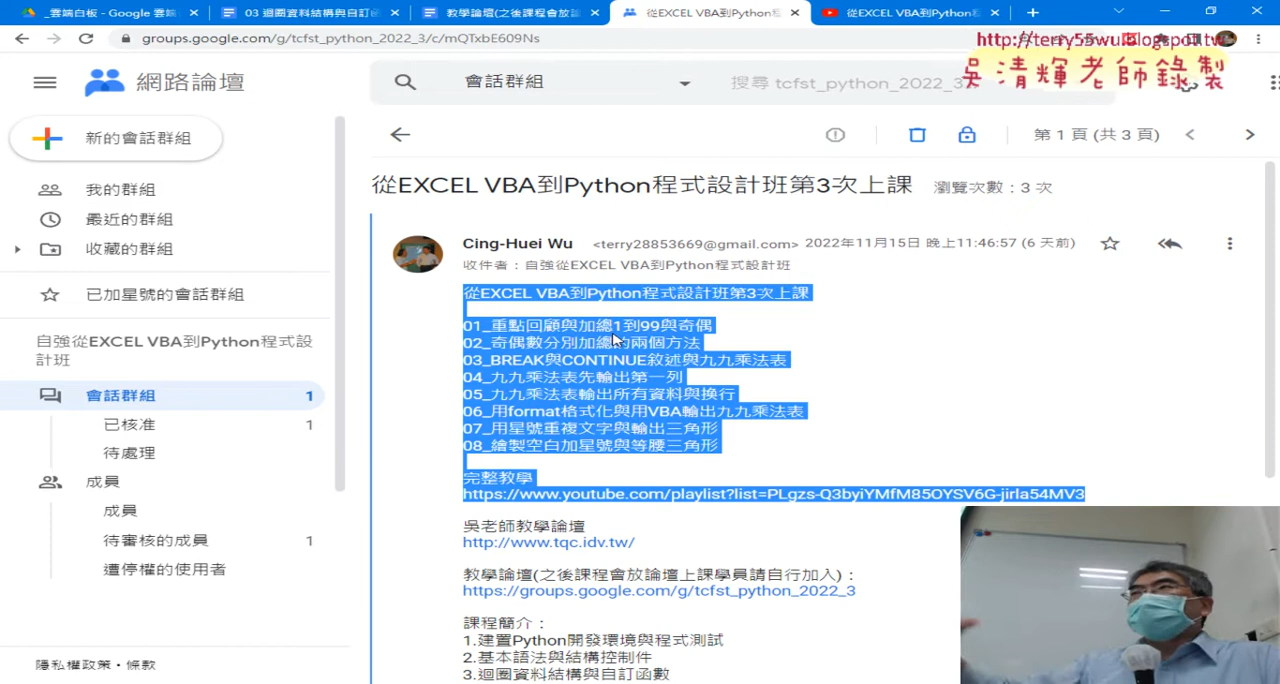 _雲端白板 - Google 雲端
03 迴圈資料結構與自訂函
教學論壇(之後課程會放論
從EXCEL VBA到Python程
從EXCEL VBA到Python程
groups.google.com/g/tcfst_python_2022_3/c/mQTxbE609Ns
吳清輝老師錄製
網路論壇
會話群組
搜尋 tcfst_python_2022_3
新的會話群組
第 1 頁 (共 3 頁)
我的群組
最近的群組
收藏的群組
已加星號的會話群組
自強從EXCEL VBA到Python程式設計班
會話群組 1
已核准 1
待處理
成員
成員
待審核的成員 1
遭停權的使用者
隱私權政策 • 條款
從EXCEL VBA到Python程式設計班第3次上課 瀏覽次數：3 次
Cing-Huei Wu <terry28853669@gmail.com> 2022年11月15日 晚上11:46:57 (6 天前)
收件者：自強從EXCEL VBA到Python程式設計班
從EXCEL VBA到Python程式設計班第3次上課
01_重點回顧與加總1到99與奇偶
02_奇偶數分別加總的兩個方法
03_BREAK與CONTINUE敘述與九九乘法表
04_九九乘法表先輸出第一列
05_九九乘法表輸出所有資料與換行
06_用format格式化與用VBA輸出九九乘法表
07_用星號重複文字與輸出三角形
08_繪製空白加星號與等腰三角形
完整教學
https://www.youtube.com/playlist?list=PLgzs-Q3byiYMfM85OYSV6G-jirla54MV3
吳老師教學論壇
http://www.tqc.idv.tw/
教學論壇(之後課程會放論壇上課學員請自行加入)：
https://groups.google.com/g/tcfst_python_2022_3
課程簡介：
1.建置Python開發環境與程式測試
2.基本語法與結構控制件
3.迴圈資料結構與自訂函數